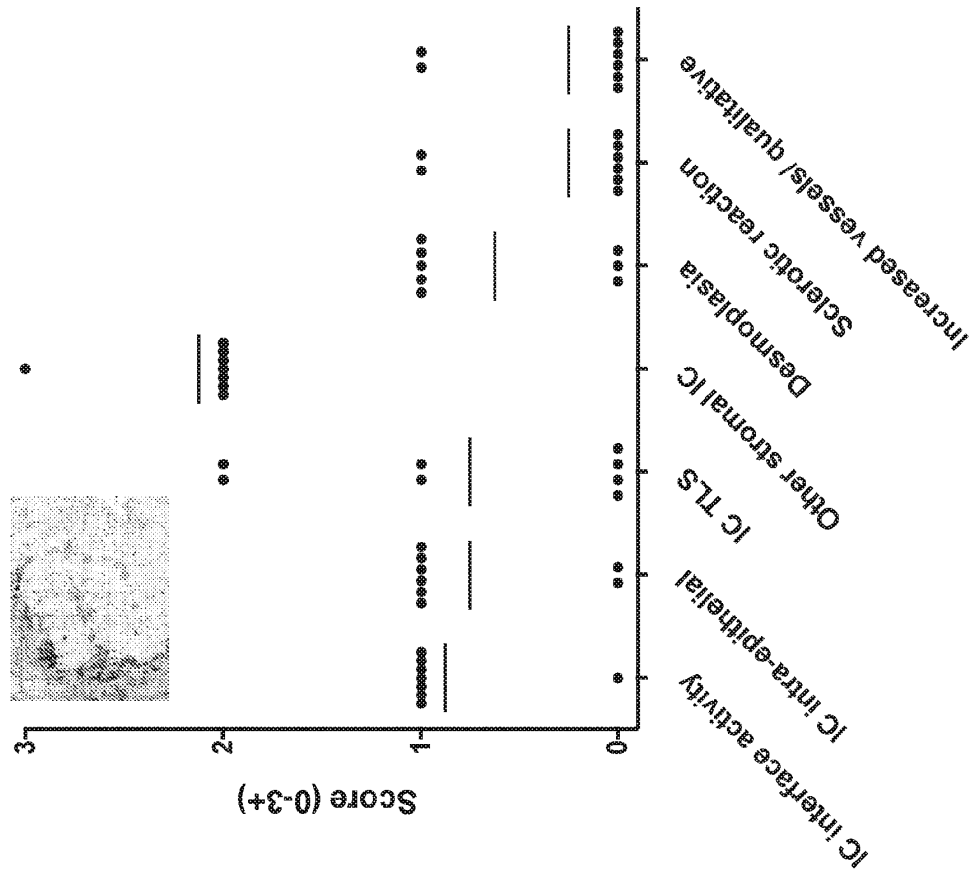 Score (0-3+)
3
2
1
0
IC interface activity
IC intra-epithelial
IC TLS
Other stromal IC
Desmoplasia
Sclerotic reaction
Increased vessels/ qualitative